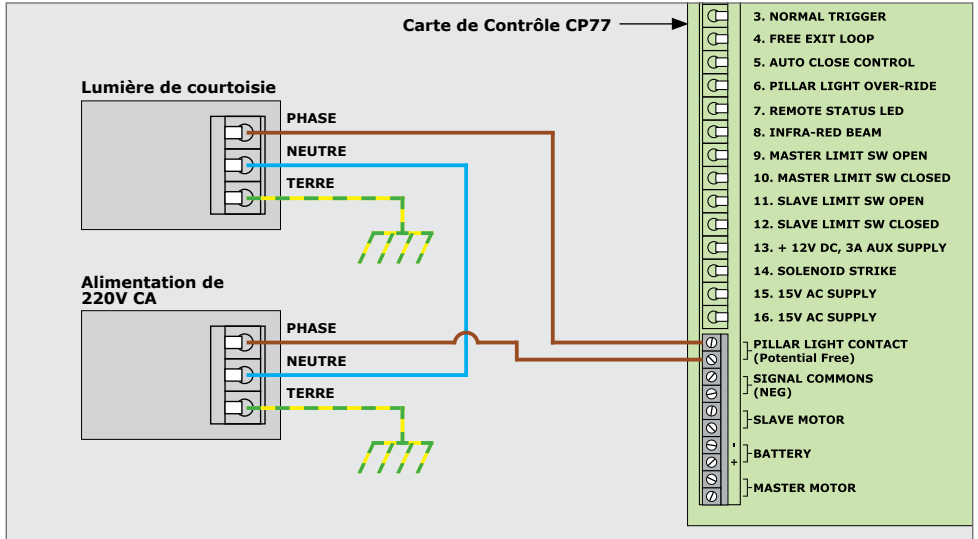 Carte de Contrôle CP77
Lumière de courtoisie
PHASE
NEUTRE
TERRE
Alimentation de
220V CA
PHASE
NEUTRE
TERRE
3. NORMAL TRIGGER
4. FREE EXIT LOOP
5. AUTO CLOSE CONTROL
6. PILLAR LIGHT OVER-RIDE
7. REMOTE STATUS LED
8. INFRA-RED BEAM
9. MASTER LIMIT SW OPEN
10. MASTER LIMIT SW CLOSED
11. SLAVE LIMIT SW OPEN
12. SLAVE LIMIT SW CLOSED
13. + 12V DC, 3A AUX SUPPLY
14. SOLENOID STRIKE
15. 15V AC SUPPLY
16. 15V AC SUPPLY
PILLAR LIGHT CONTACT
(Potential Free)
SIGNAL COMMONS
(NEG)
SLAVE MOTOR
-
BATTERY
+
MASTER MOTOR